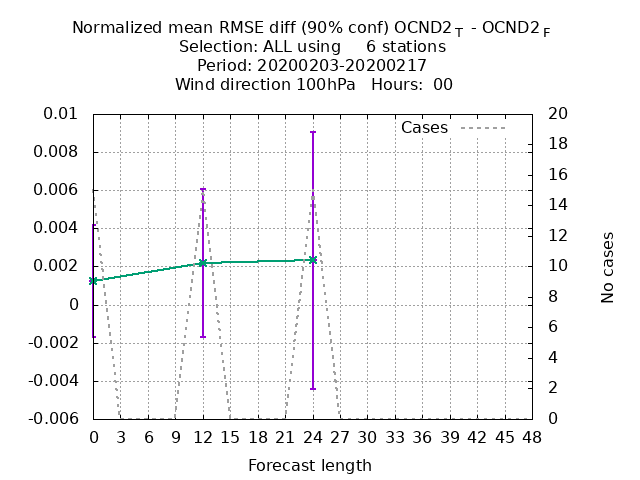 Normalized mean RMSE diff (90% conf) OCND2 T - OCND2 F
Selection: ALL using 6 stations
Period: 20200203-20200217
Wind direction 100hPa Hours: 00
Cases
0.01
0.008
0.006
0.004
0.002
0
-0.002
-0.004
-0.006
20
18
16
14
12
10
8
6
4
2
0
No cases
0 3 6 9 12 15 18 21 24 27 30 33 36 39 42 45 48
Forecast length